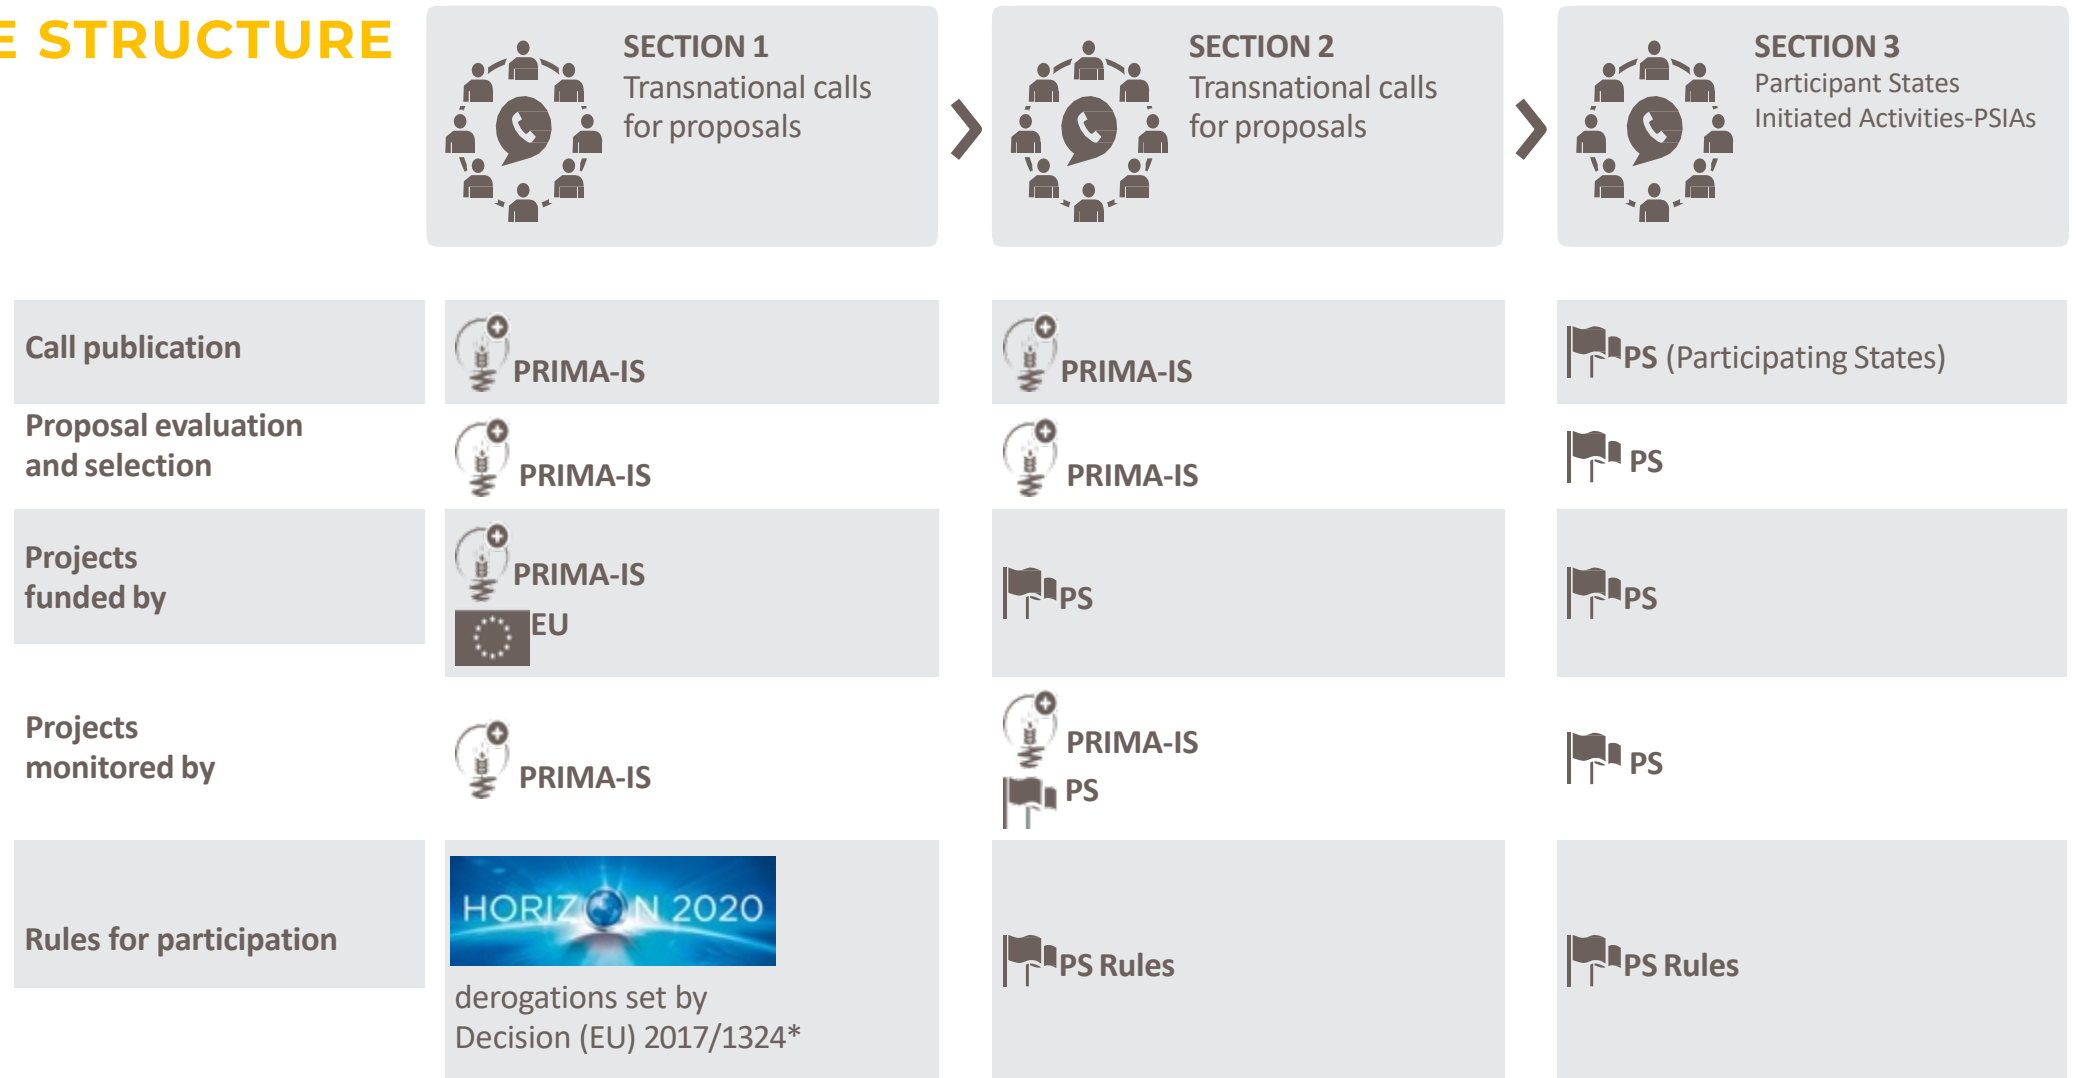 E STRUCTURE
SECTION 1
Transnational calls
for proposals
SECTION 2
Transnational calls
for proposals
SECTION 3
Participant States
Initiated Activities-PSIAs
Call publication
PRIMA-IS
PRIMA-IS
PS (Participating States)
Proposal evaluation
and selection
PRIMA-IS
PRIMA-IS
PS
Projects
funded by
PRIMA-IS
EU
PS
PS
Projects
monitored by
PRIMA-IS
PRIMA-IS
PS
PS
Rules for participation
HORIZON 2020
derogations set by
Decision (EU) 2017/1324*
PS Rules
PS Rules